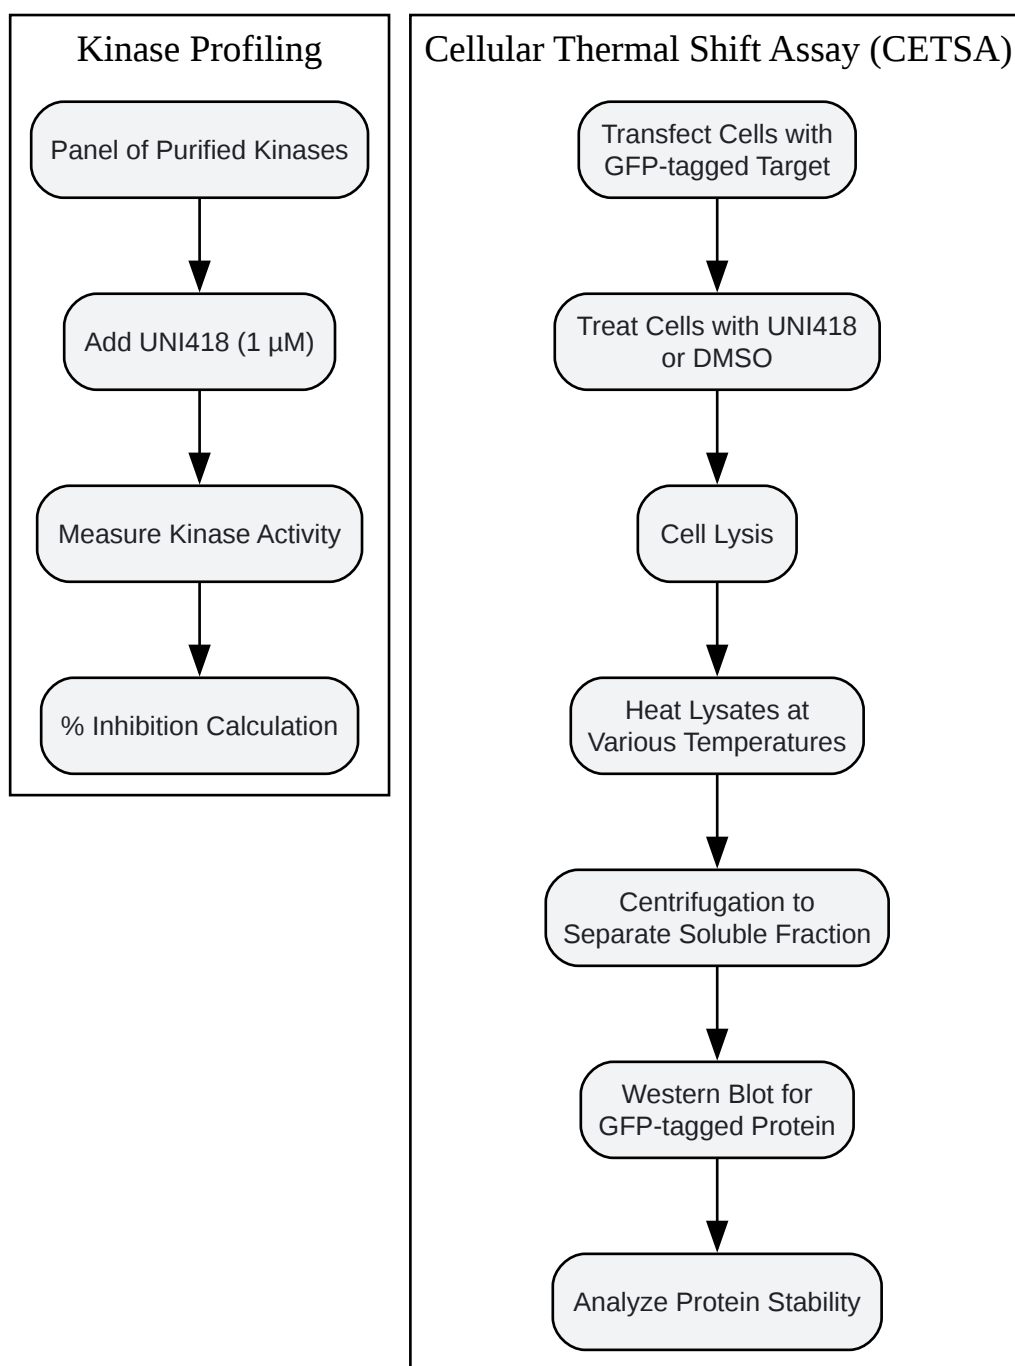 Kinase Profiling
Panel of Purified Kinases
Add UNI418 (1 µM)
Measure Kinase Activity
% Inhibition Calculation
Cellular Thermal Shift Assay (CETSA)
Transfect Cells with
GFP-tagged Target
Treat Cells with UNI418
or DMSO
Cell Lysis
Heat Lysates at
Various Temperatures
Centrifugation to
Separate Soluble Fraction
Western Blot for
GFP-tagged Protein
Analyze Protein Stability